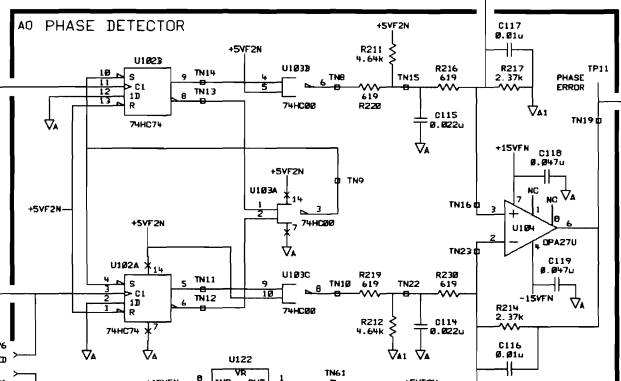 A0 PHASE DETECTOR
C117
0.01u
+5VF2N
R211
4.64k
U102B
+5VF2N
U103D
R216
619
R217
2.37k
TP11
10 S
11 C1
12 1D
13 R
9 TN14
8 TN13
4
5
6 TN8
TN15
PHASE
ERROR
74HC74
74HC00
619
R220
C115
0.022u
A
A
A1
TN19
+15VFN
C118
0.047u
+5VF2N
TN9
U103A
14
1
2
3
74HC00
7
A
+5VF2N
TN16
3
7
NC
1
NC
8
A
+
-
U104
OPA27U
6
TN23
2
4
C119
0.047u
-15VFN
A
+5VF2N
U102A
14
4 S
3 C1
2 1D
1 R
5 TN11
6 TN12
U103C
9
10
8 TN10
74HC00
R219
619
TN22
R230
619
74HC74
7
R212
4.64k
C114
0.022u
R214
2.37k
A
A
A1
A
C116
0.01u
U122
VR
8
1
TN61